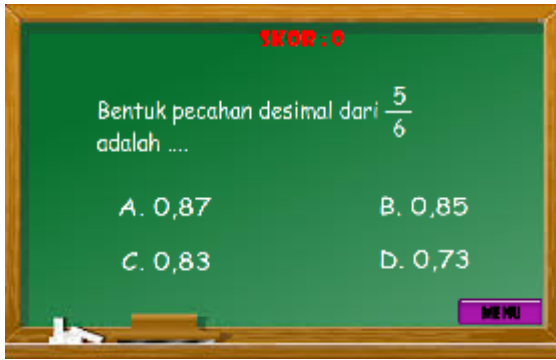 SKOR : 0
Bentuk pecahan desimal dari 5/6
adalah ....
A. 0,87 B. 0,85
C. 0,83 D. 0,73
MENU